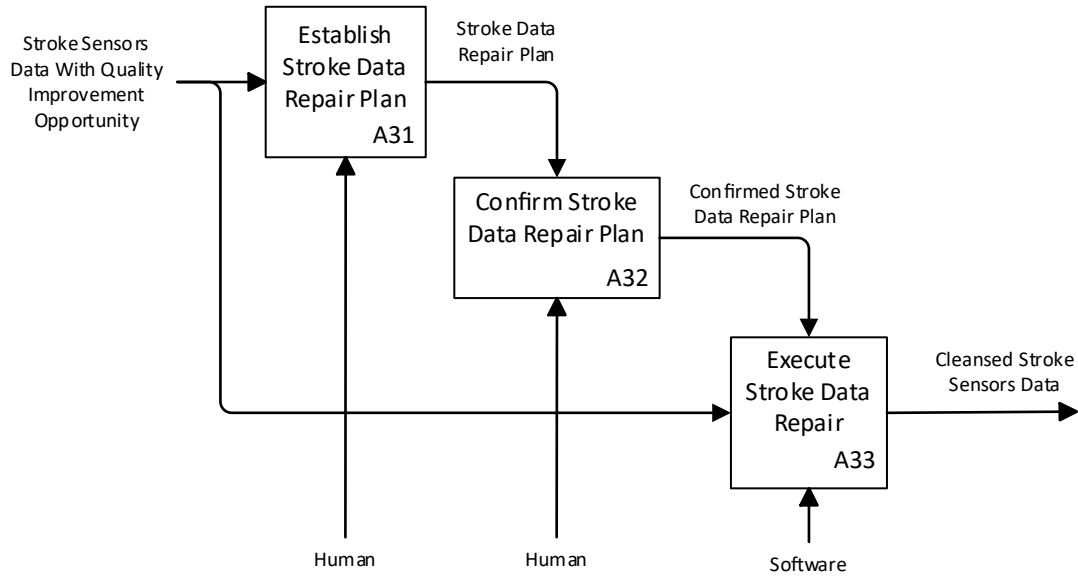 Stroke Sensors
Data With Quality
Improvement
Opportunity
Establish
Stroke Data
Repair Plan
A31
Stroke Data
Repair Plan
Confirm Stroke
Data Repair Plan
A32
Confirmed Stroke
Data Repair Plan
Execute
Stroke Data
Repair
A33
Cleansed Stroke
Sensors Data
Human
Human
Software